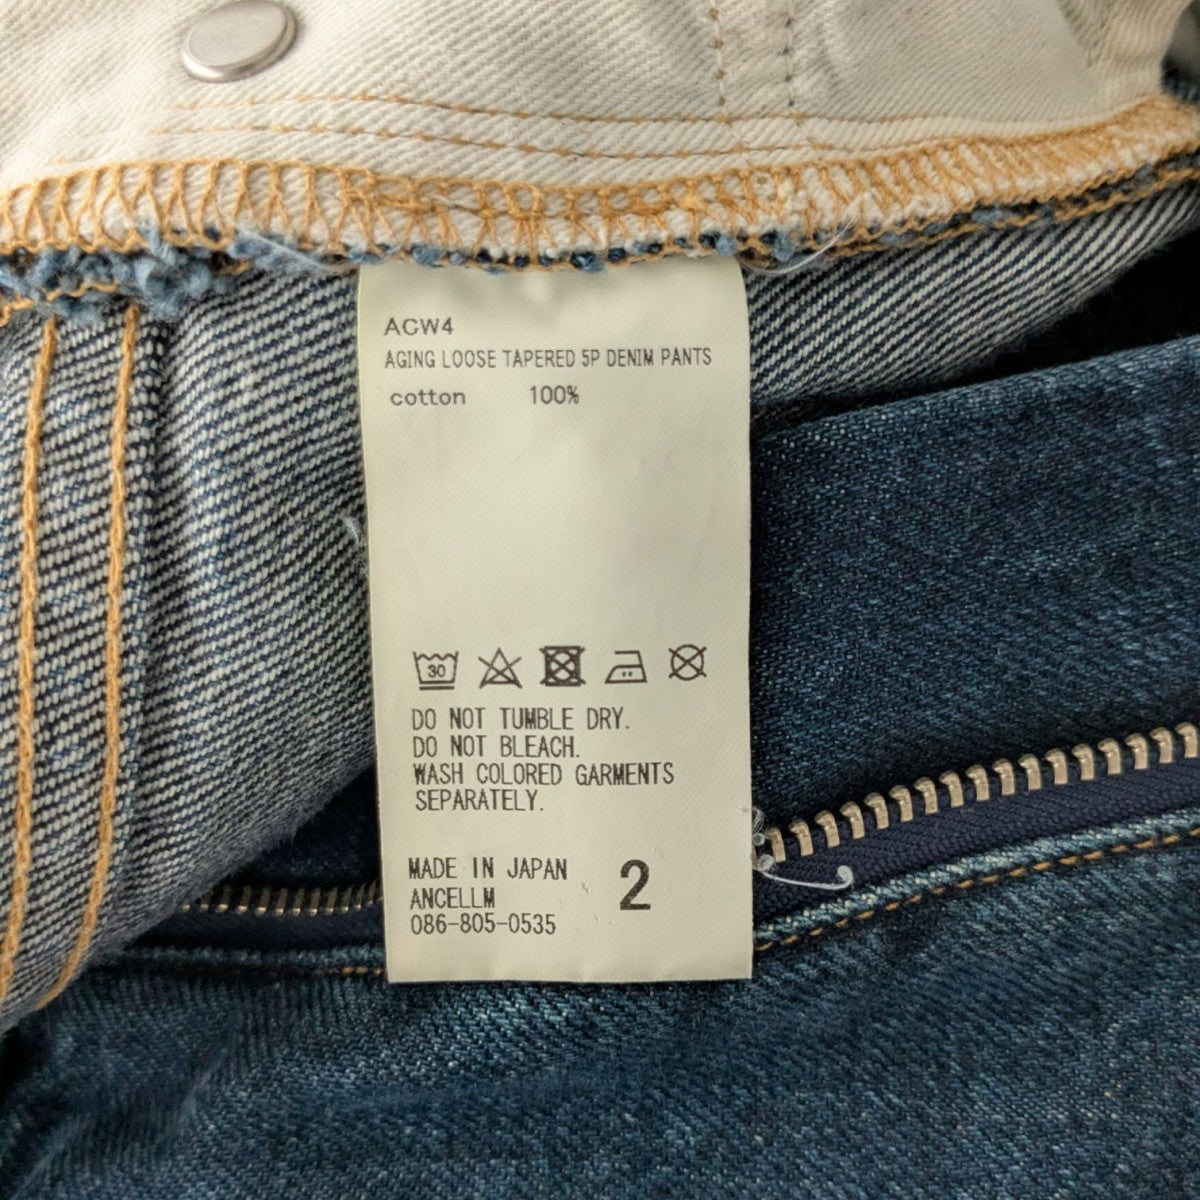 ACW4
AGING LOOSE TAPERED 5P DENIM PANTS
cotton 100%
30
DO NOT TUMBLE DRY.
DO NOT BLEACH.
WASH COLORED GARMENTS
SEPARATELY.
MADE IN JAPAN
ANCELLM
086-805-0535
2